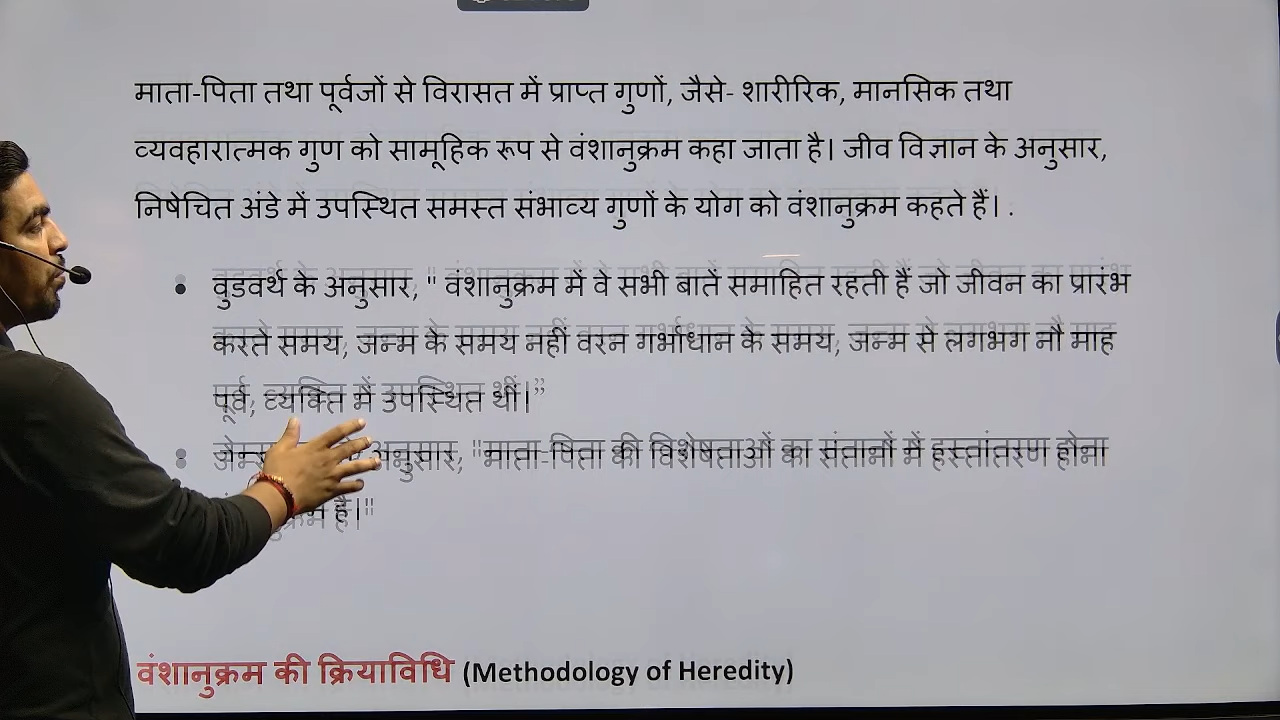 माता-पिता तथा पूर्वजों से विरासत में प्राप्त गुणों, जैसे- शारीरिक, मानसिक तथा
व्यवहारात्मक गुण को सामूहिक रूप से वंशानुक्रम कहा जाता है। जीव विज्ञान के अनुसार,
निषेचित अंडे में उपस्थित समस्त संभाव्य गुणों के योग को वंशानुक्रम कहते हैं। .
• वुडवर्थ के अनुसार, " वंशानुक्रम में वे सभी बातें समाहित रहती हैं जो जीवन का प्रारंभ
करते समय, जन्म के समय नहीं वरन गर्भाधान के समय, जन्म से लगभग नौ माह
पूर्व, व्यक्ति में उपस्थित थीं।”
• अनुसार, "माता-पिता की विशेषताओं का संतानों में हस्तांतरण होना
है।"
वंशानुक्रम की क्रियाविधि (Methodology of Heredity)